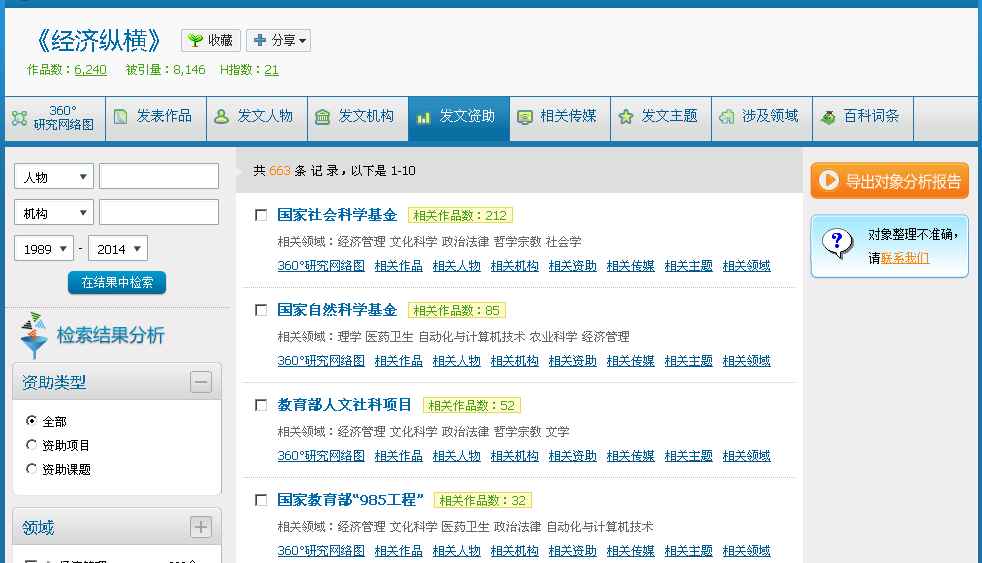 《经济纵横》 收藏 分享
作品数：6,240 被引量：8,146 H指数：21
360°研究网络图 发表作品 发文人物 发文机构 发文资助 相关传媒 发文主题 涉及领域 百科词条
人物
机构
1989 - 2014
在结果中检索
检索结果分析
资助类型
全部
资助项目
资助课题
领域
共 663 条 记 录，以下是 1-10
国家社会科学基金 相关作品数：212
相关领域：经济管理 文化科学 政治法律 哲学宗教 社会学
360°研究网络图 相关作品 相关人物 相关机构 相关资助 相关传媒 相关主题 相关领域
国家自然科学基金 相关作品数：85
相关领域：理学 医药卫生 自动化与计算机技术 农业科学 经济管理
360°研究网络图 相关作品 相关人物 相关机构 相关资助 相关传媒 相关主题 相关领域
教育部人文社科项目 相关作品数：52
相关领域：经济管理 文化科学 政治法律 哲学宗教 文学
360°研究网络图 相关作品 相关人物 相关机构 相关资助 相关传媒 相关主题 相关领域
国家教育部“985工程” 相关作品数：32
相关领域：经济管理 文化科学 医药卫生 政治法律 自动化与计算机技术
360°研究网络图 相关作品 相关人物 相关机构 相关资助 相关传媒 相关主题 相关领域
导出对象分析报告
对象整理不准确，
请联系我们